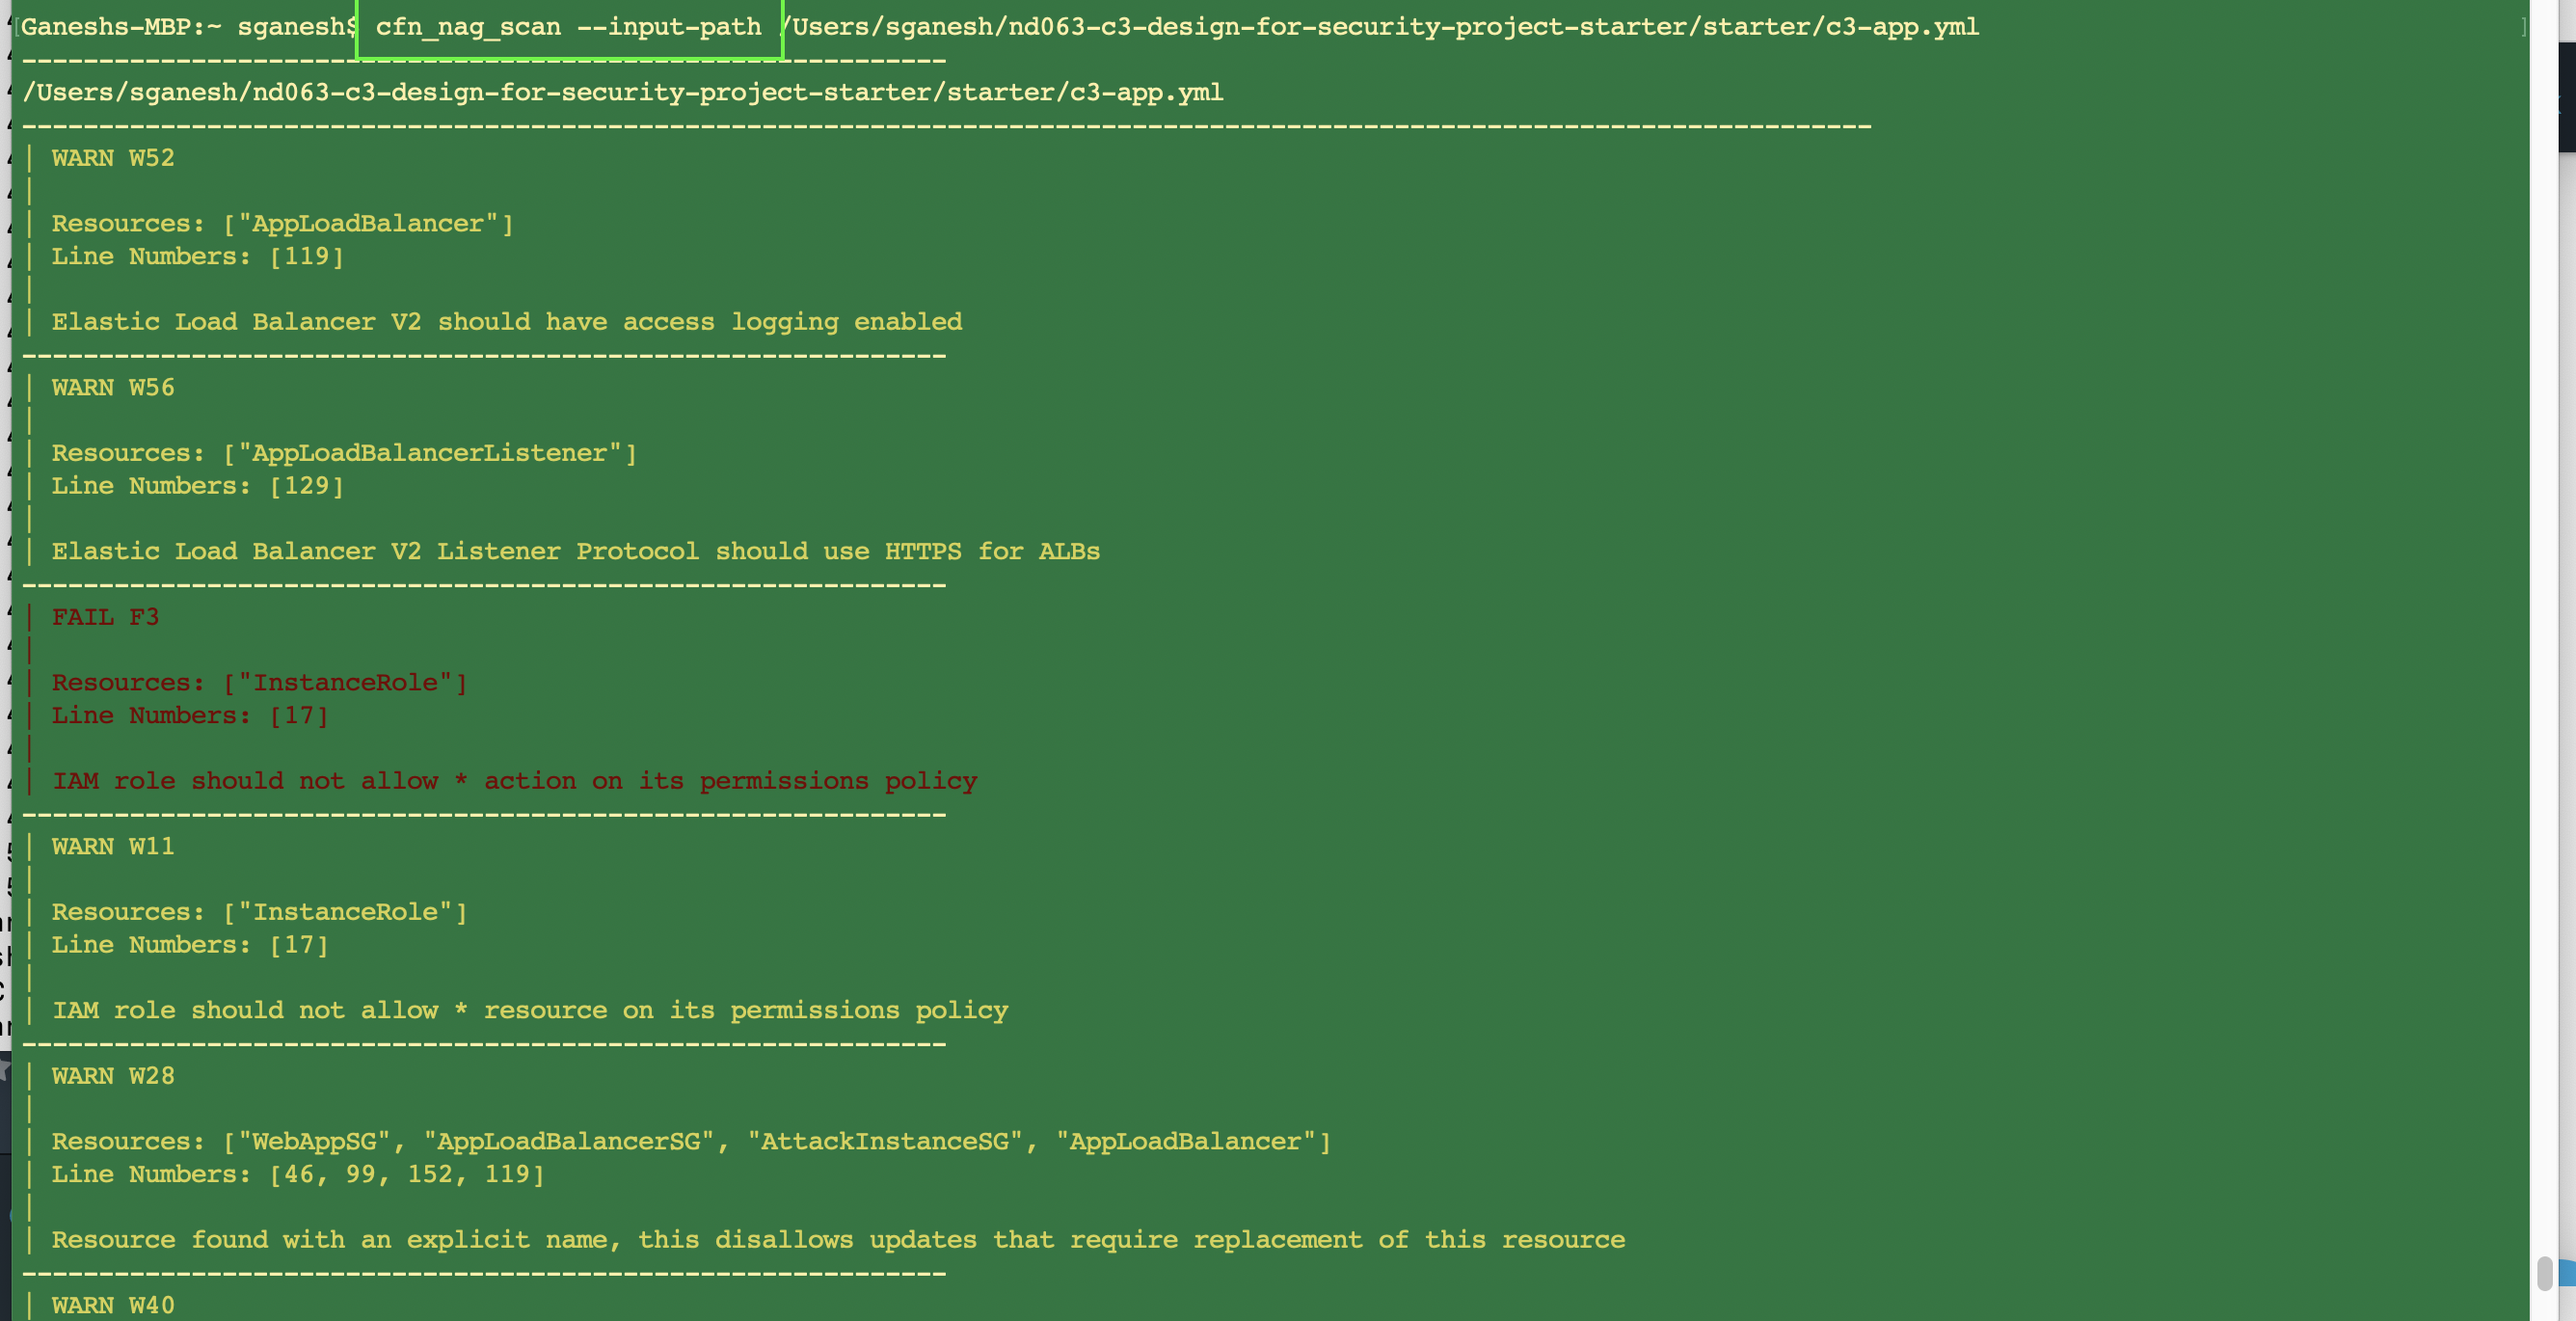 Ganeshs-MBP:~ sganesh$ cfn_nag_scan --input-path /Users/sganesh/nd063-c3-design-for-security-project-starter/starter/c3-app.yml
------------------------------------------------------------
/Users/sganesh/nd063-c3-design-for-security-project-starter/starter/c3-app.yml
------------------------------------------------------------------------------------------------------------------------
| WARN W52
|
| Resources: ["AppLoadBalancer"]
| Line Numbers: [119]
|
| Elastic Load Balancer V2 should have access logging enabled
------------------------------------------------------------
| WARN W56
|
| Resources: ["AppLoadBalancerListener"]
| Line Numbers: [129]
|
| Elastic Load Balancer V2 Listener Protocol should use HTTPS for ALBs
------------------------------------------------------------
| FAIL F3
|
| Resources: ["InstanceRole"]
| Line Numbers: [17]
|
| IAM role should not allow * action on its permissions policy
------------------------------------------------------------
| WARN W11
|
| Resources: ["InstanceRole"]
| Line Numbers: [17]
|
| IAM role should not allow * resource on its permissions policy
------------------------------------------------------------
| WARN W28
|
| Resources: ["WebAppSG", "AppLoadBalancerSG", "AttackInstanceSG", "AppLoadBalancer"]
| Line Numbers: [46, 99, 152, 119]
|
| Resource found with an explicit name, this disallows updates that require replacement of this resource
------------------------------------------------------------
| WARN W40